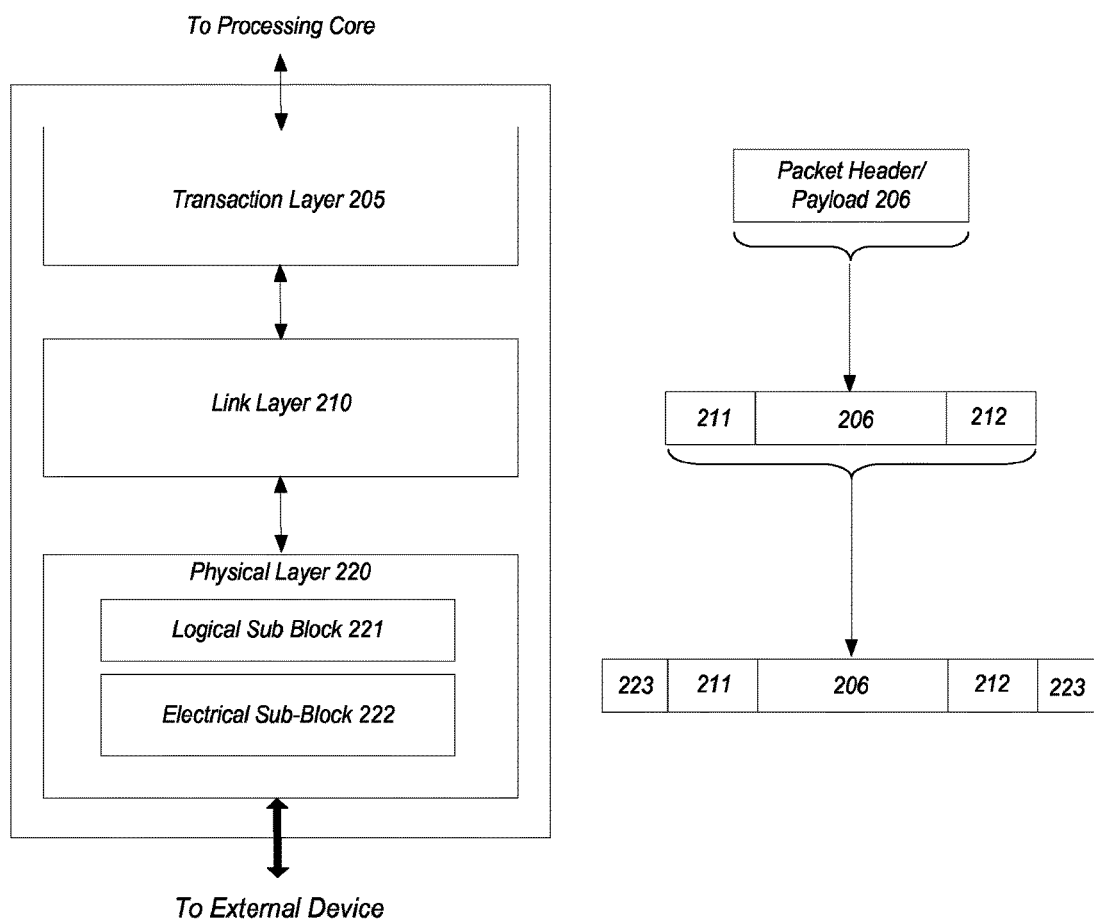 To Processing Core
Transaction Layer 205
Link Layer 210
Physical Layer 220
Logical Sub Block 221
Electrical Sub-Block 222
To External Device
Packet Header/
Payload 206
211 206 212
223 211 206 212 223